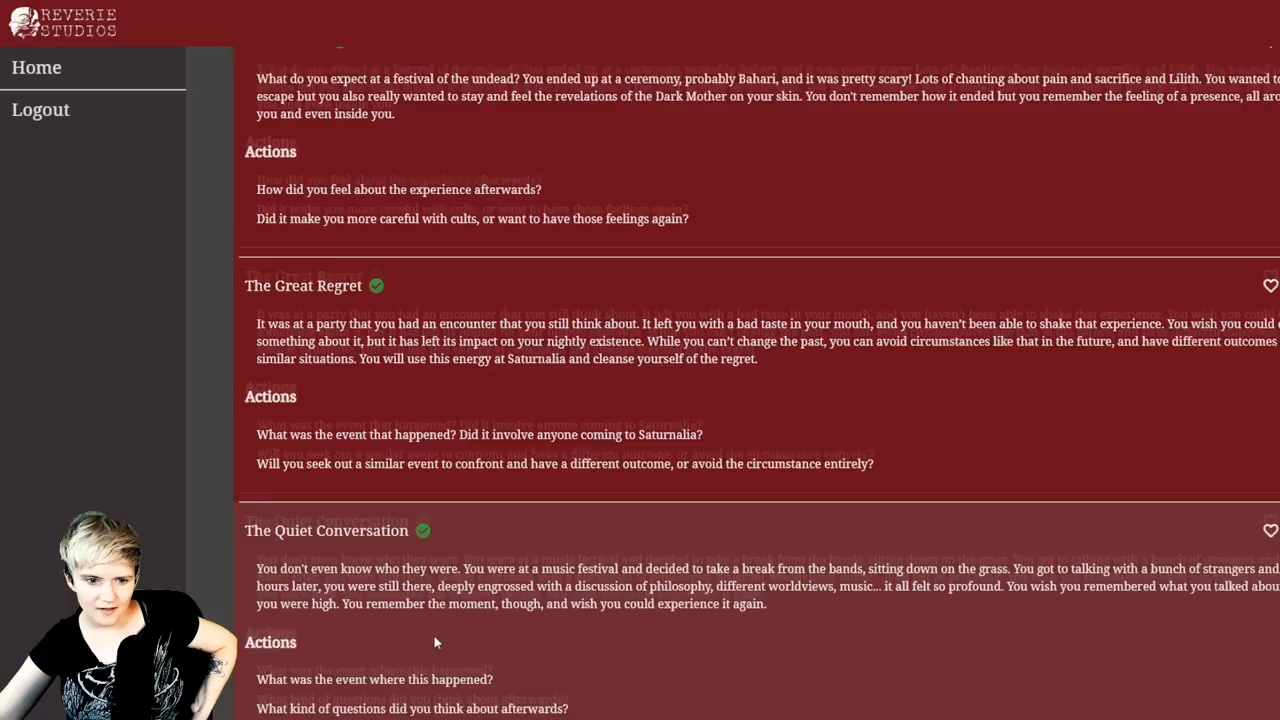 REVERIE
STUDIOS
Home
Logout
What do you expect at a festival of the undead? You ended up at a ceremony, probably Bahari, and it was pretty scary! Lots of chanting about pain and sacrifice and Lilith. You wanted to
escape but you also really wanted to stay and feel the revelations of the Dark Mother on your skin. You don't remember how it ended but you remember the feeling of a presence, all
you and even inside you.
Actions
How did you feel about the experience afterwards?
Did it make you more careful with cults, or want to have those feelings again?
The Great Regret
It was at a party that you had an encounter that you still think about. It left you with a bad taste in your mouth, and you haven’t been able to shake that experience. You wish you could
something about it, but it has left its impact on your nightly existence. While you can’t change the past, you can avoid circumstances like that in the future, and have different outcomes
similar situations. You will use this energy at Saturnalia and cleanse yourself of the regret.
Actions
What was the event that happened? Did it involve anyone coming to Saturnalia?
Will you seek out a similar event to confront and have a different outcome, or avoid the circumstance entirely?
The Quiet Conversation
You don't even know who they were. You were at a music festival and decided to take a break from the bands, sitting down on the grass. You got to talking with a bunch of strangers and
hours later, you were still there, deeply engrossed with a discussion of philosophy, different worldviews, music... it all felt so profound. You wish you remembered what you talked
you were high. You remember the moment, though, and wish you could experience it again.
Actions
What was the event where this happened?
What kind of questions did you think about afterwards?